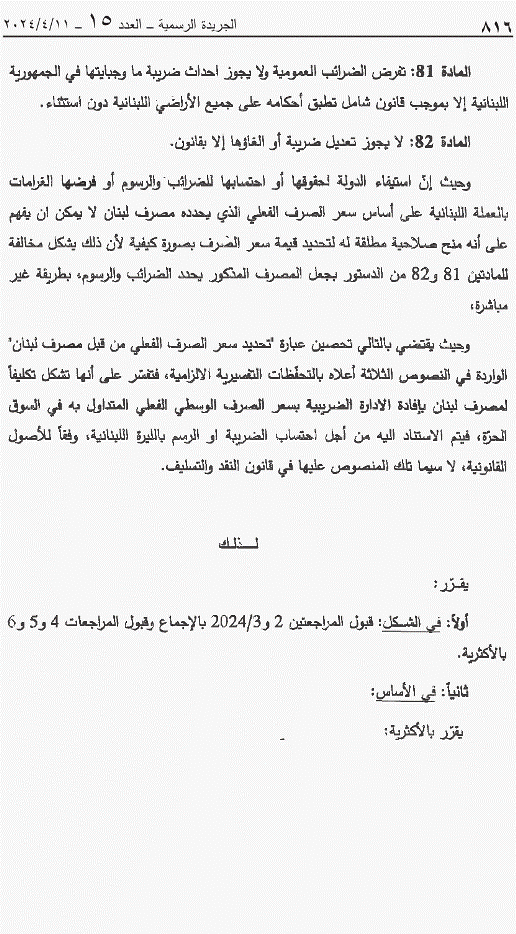 ٨١٦ الجريدة الرسمية ــ العدد ١٥ ــ ٢٠٢٤/٤/١١
المادة 81: تفرض الضرائب العمومية ولا يجوز احداث ضريبة ما وجبايتها في الجمهورية
اللبنانية إلا بموجب قانون شامل تطبق أحكامه على جميع الأراضي اللبنانية دون استثناء.
المادة 82: لا يجوز تعديل ضريبة أو الغاؤها إلا بقانون.
وحيث إنّ استيفاء الدولة لحقوقها أو احتسابها للضرائب والرسوم أو فرضها الغرامات
بالعملة اللبنانية على أساس سعر الصرف الفعلي الذي يحدده مصرف لبنان لا يمكن ان يفهم
على أنه منح صلاحية مطلقة له لتحديد قيمة سعر الصّرف بصورة كيفية لأن ذلك يشكل مخالفة
للمادتين 81 و82 من الدستور بجعل المصرف المذكور يحدد الضرائب والرسوم، بطريقة غير
مباشرة،
وحيث يقتضي بالتالي تحصين عبارة "تحديد سعر الصرف الفعلي من قبل مصرف لبنان"
الواردة في النصوص الثلاثة أعلاه بالتحفّظات التفسيرية الالزامية، فتفسّر على أنها تشكل تكليفاً
لمصرف لبنان بإفادة الادارة الضريبية بسعر الصرف الوسطي الفعلي المتداول به في السوق
الحرّة، فيتم الاستناد اليه من أجل احتساب الضريبة او الرسم بالليرة اللبنانية، وفقاً للأصول
القانونية، لا سيما تلك المنصوص عليها في قانون النقد والتسليف.
لــذلك
يقـرّر:
أولاً: في الشكل: قبول المراجعتين 2 و2024/3 بالإجماع وقبول المراجعات 4 و5 و6
بالأكثرية.
ثانياً: في الأساس:
يقرّر بالأكثرية: